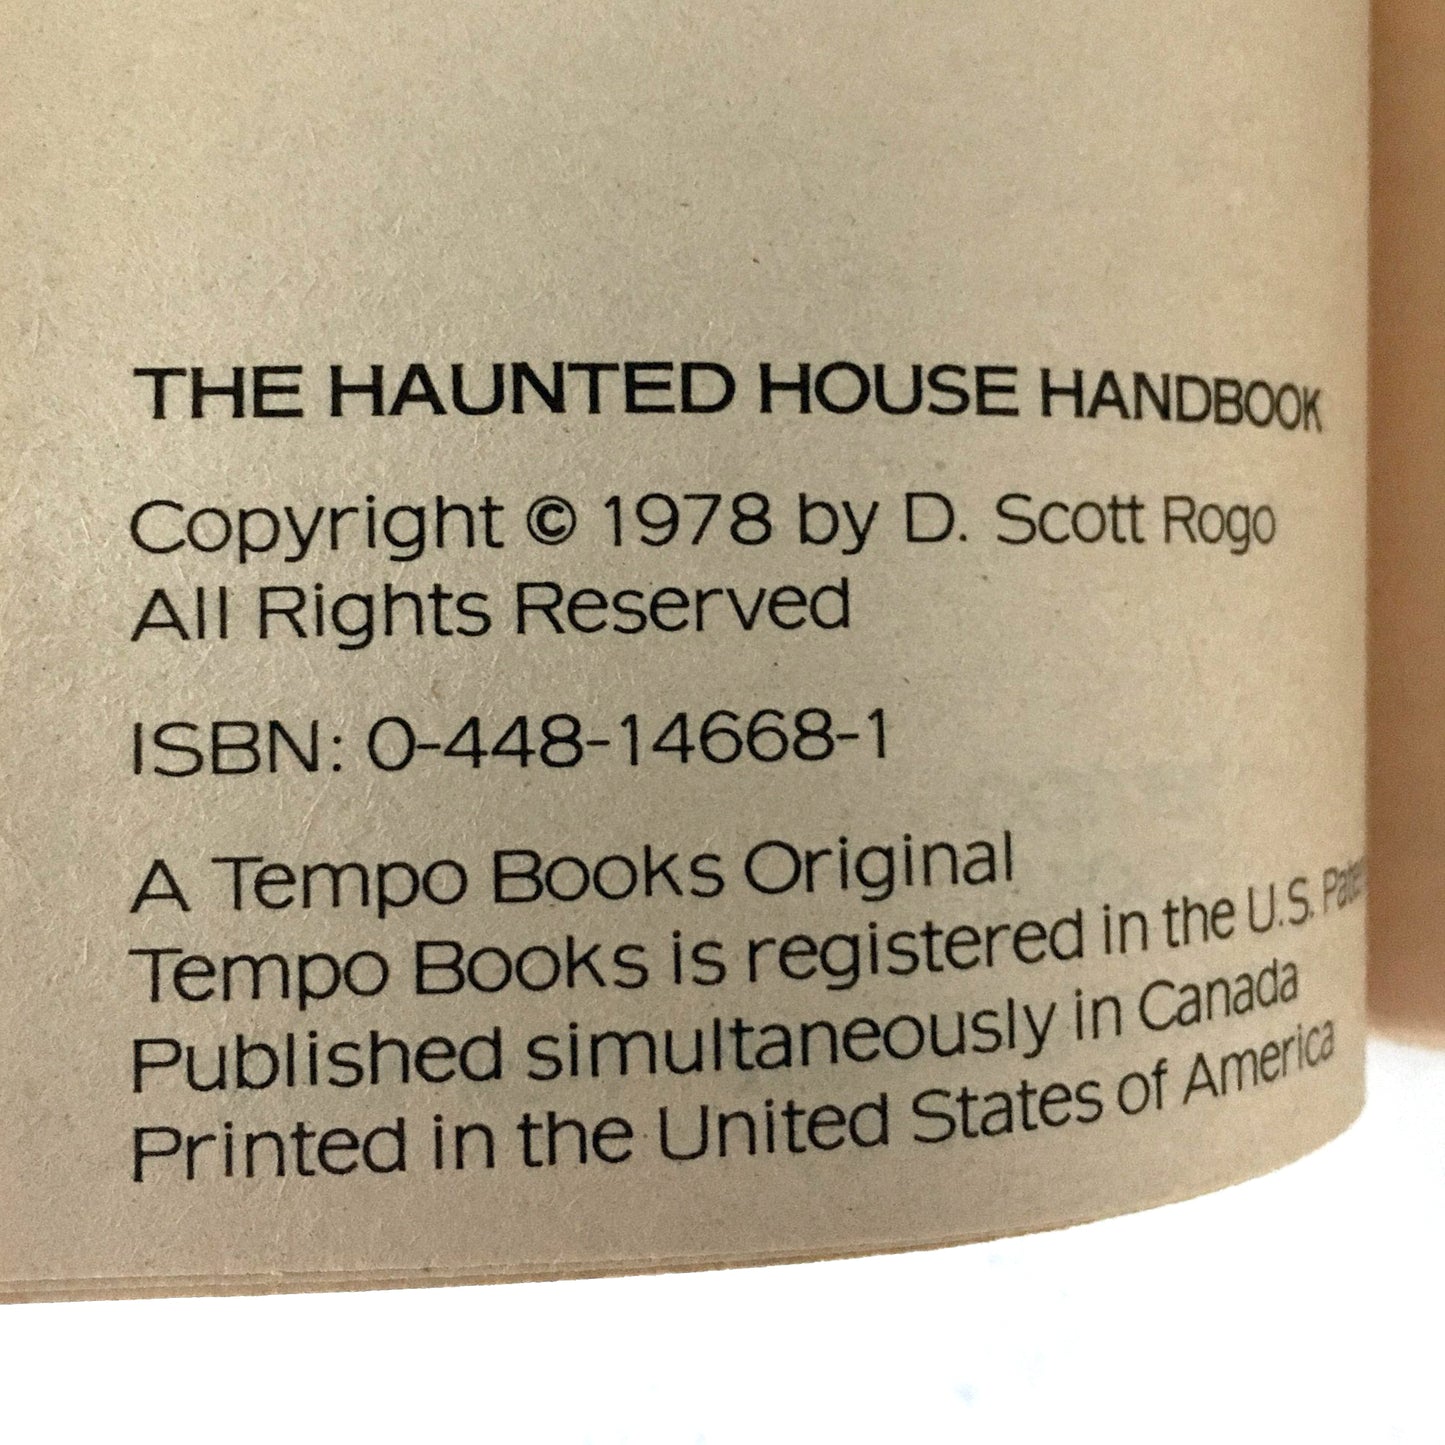 THE HAUNTED HOUSE HANDBOOK
Copyright © 1978 by D. Scott Rogo
All Rights Reserved
ISBN: 0-448-14668-1
A Tempo Books Original
Tempo Books is registered in the U.S.
Published simultaneously in Canada
Printed in the United States of America